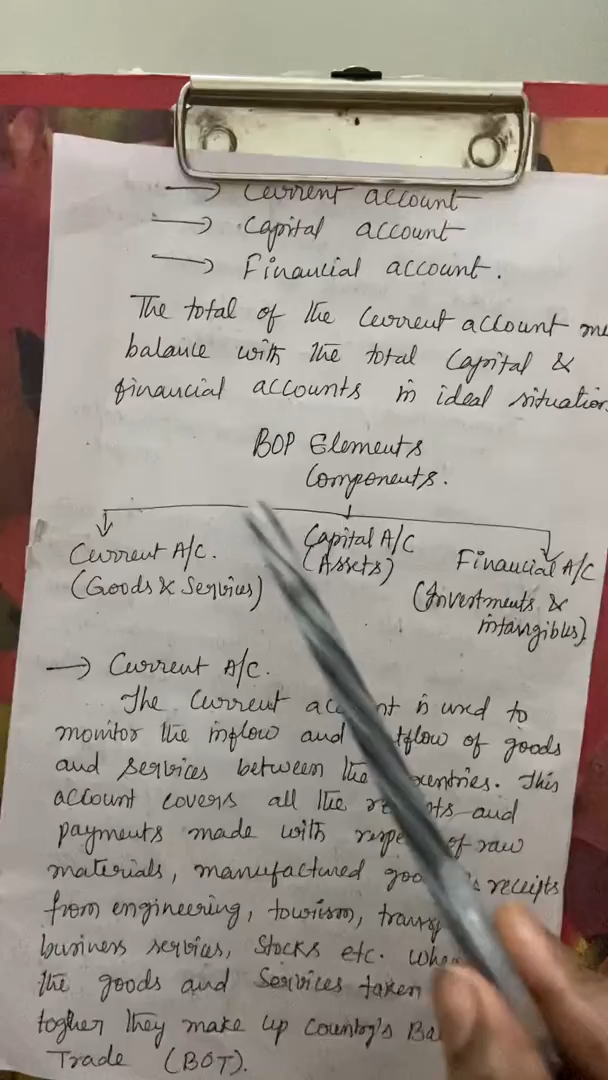 → Current account
→ Capital account
→ Financial account.
The total of the Current account
balance with the total Capital &
financial accounts in ideal situation
BOP Elements
Components.
Current A/C. Capital A/C Financial A/C
(Goods & Services) (Assets) (Investments &
intangibles)
→ Current A/C.
The Current is used to
monitor the inflow and of goods
and services between the This
account covers all the and
payments made with of raw
materials, manufactured receipts
from engineering, tourism,
business services, Stocks etc.
the goods and Services taken
togher they make up Country's
Trade (BOT).